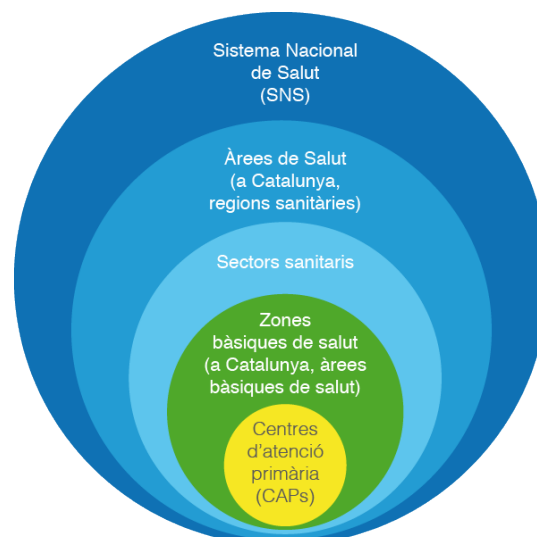 Sistema Nacional
de Salut
(SNS)
Àrees de Salut
(a Catalunya,
regions sanitàries)
Sectors sanitaris
Zones
bàsiques de salut
(a Catalunya, àrees
bàsiques de salut)
Centres
d'atenció
primària
(CAPs)